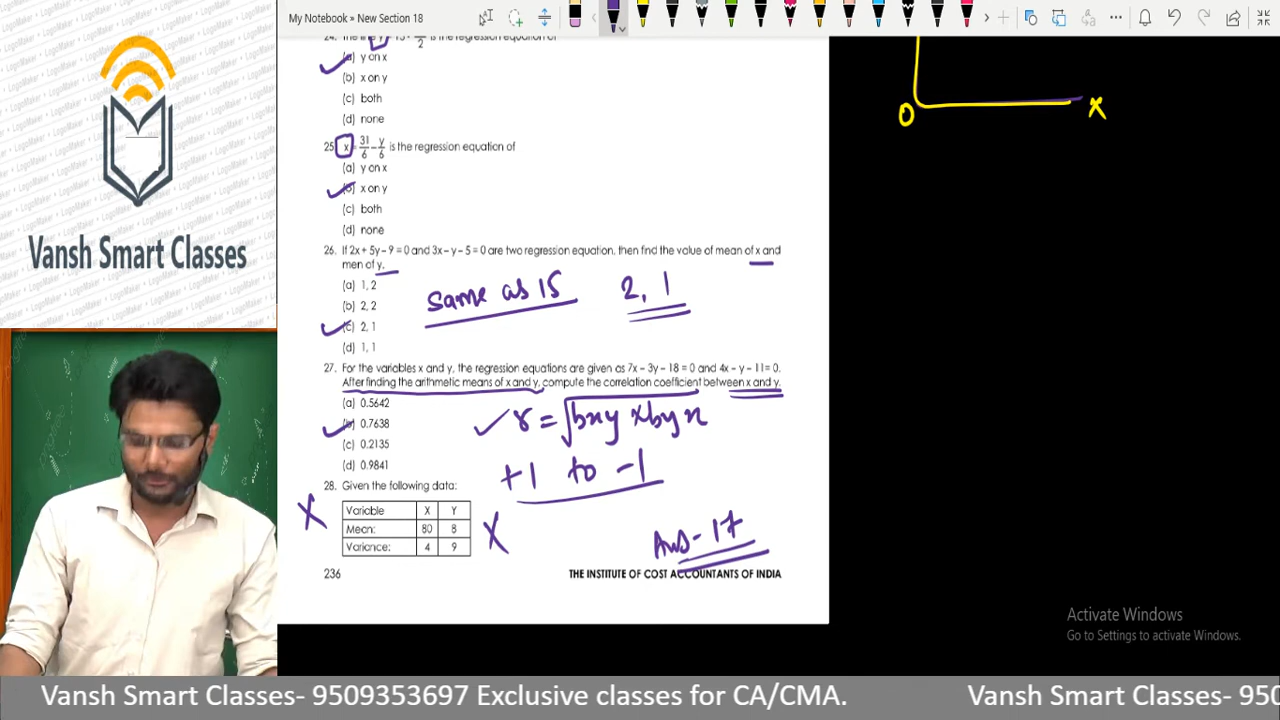 My Notebook » New Section 18
is the regression equation of
(a) y on x
(b) x on y
(c) both
(d) none
25. x = 31/6 − y/6 is the regression equation of
(a) y on x
(b) x on y
(c) both
(d) none
26. If 2x + 5y – 9 = 0 and 3x – y – 5 = 0 are two regression equation, then find the value of mean of x and
men of y.
(a) 1, 2
(b) 2, 2
(c) 2, 1
(d) 1, 1
Same as 15 2, 1
27. For the variables x and y, the regression equations are given as 7x – 3y – 18 = 0 and 4x – y – 11= 0.
After finding the arithmetic means of x and y, compute the correlation coefficient between x and y.
(a) 0.5642
(b) 0.7638
(c) 0.2135
(d) 0.9841
r = √bxy x byx
+1 to -1
28. Given the following data:
Variable X Y
Mean: 80 8
Variance: 4 9
X
X
Ans- 17
236 THE INSTITUTE OF COST ACCOUNTANTS OF INDIA
O X
Vansh Smart Classes
Activate Windows
Go to Settings to activate Windows.
Vansh Smart Classes- 9509353697 Exclusive classes for CA/CMA. Vansh Smart Classes- 950